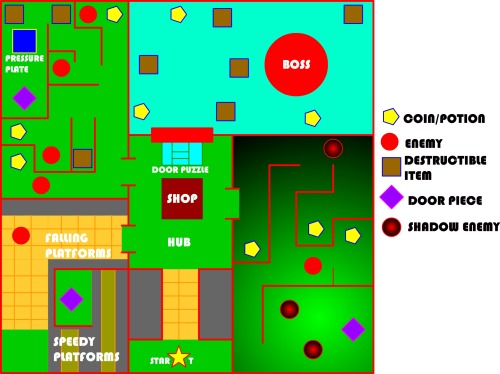 PRESSURE
PLATE
BOSS
DOOR PUZZLE
SHOP
HUB
FALLING
PLATFORMS
SPEEDY
PLATFORMS
START
COIN/POTION
ENEMY
DESTRUCTIBLE
ITEM
DOOR PIECE
SHADOW ENEMY